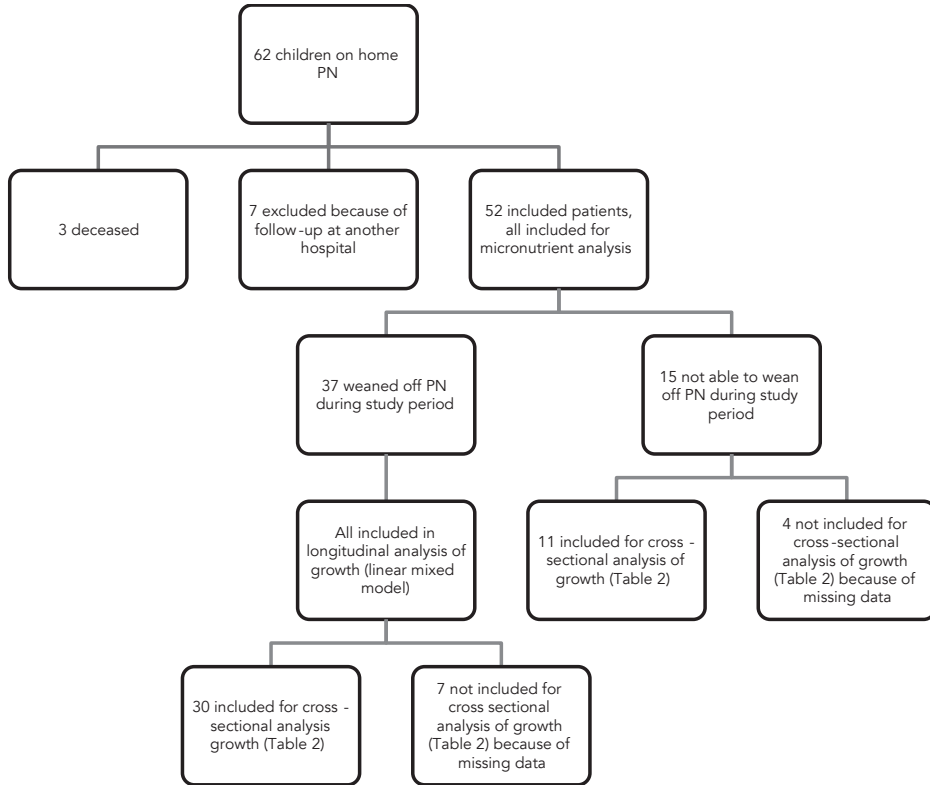 62 children on home
PN
3 deceased
7 excluded because of
follow-up at another
hospital
52 included patients,
all included for
micronutrient analysis
37 weaned off PN
during study period
15 not able to wean
off PN during study
period
All included in
longitudinal analysis of
growth (linear mixed
model)
11 included for cross -
sectional analysis of
growth (Table 2)
4 not included for
cross-sectional
analysis of growth
(Table 2) because of
missing data
30 included for cross -
sectional analysis
growth (Table 2)
7 not included for
cross sectional
analysis of growth
(Table 2) because of
missing data